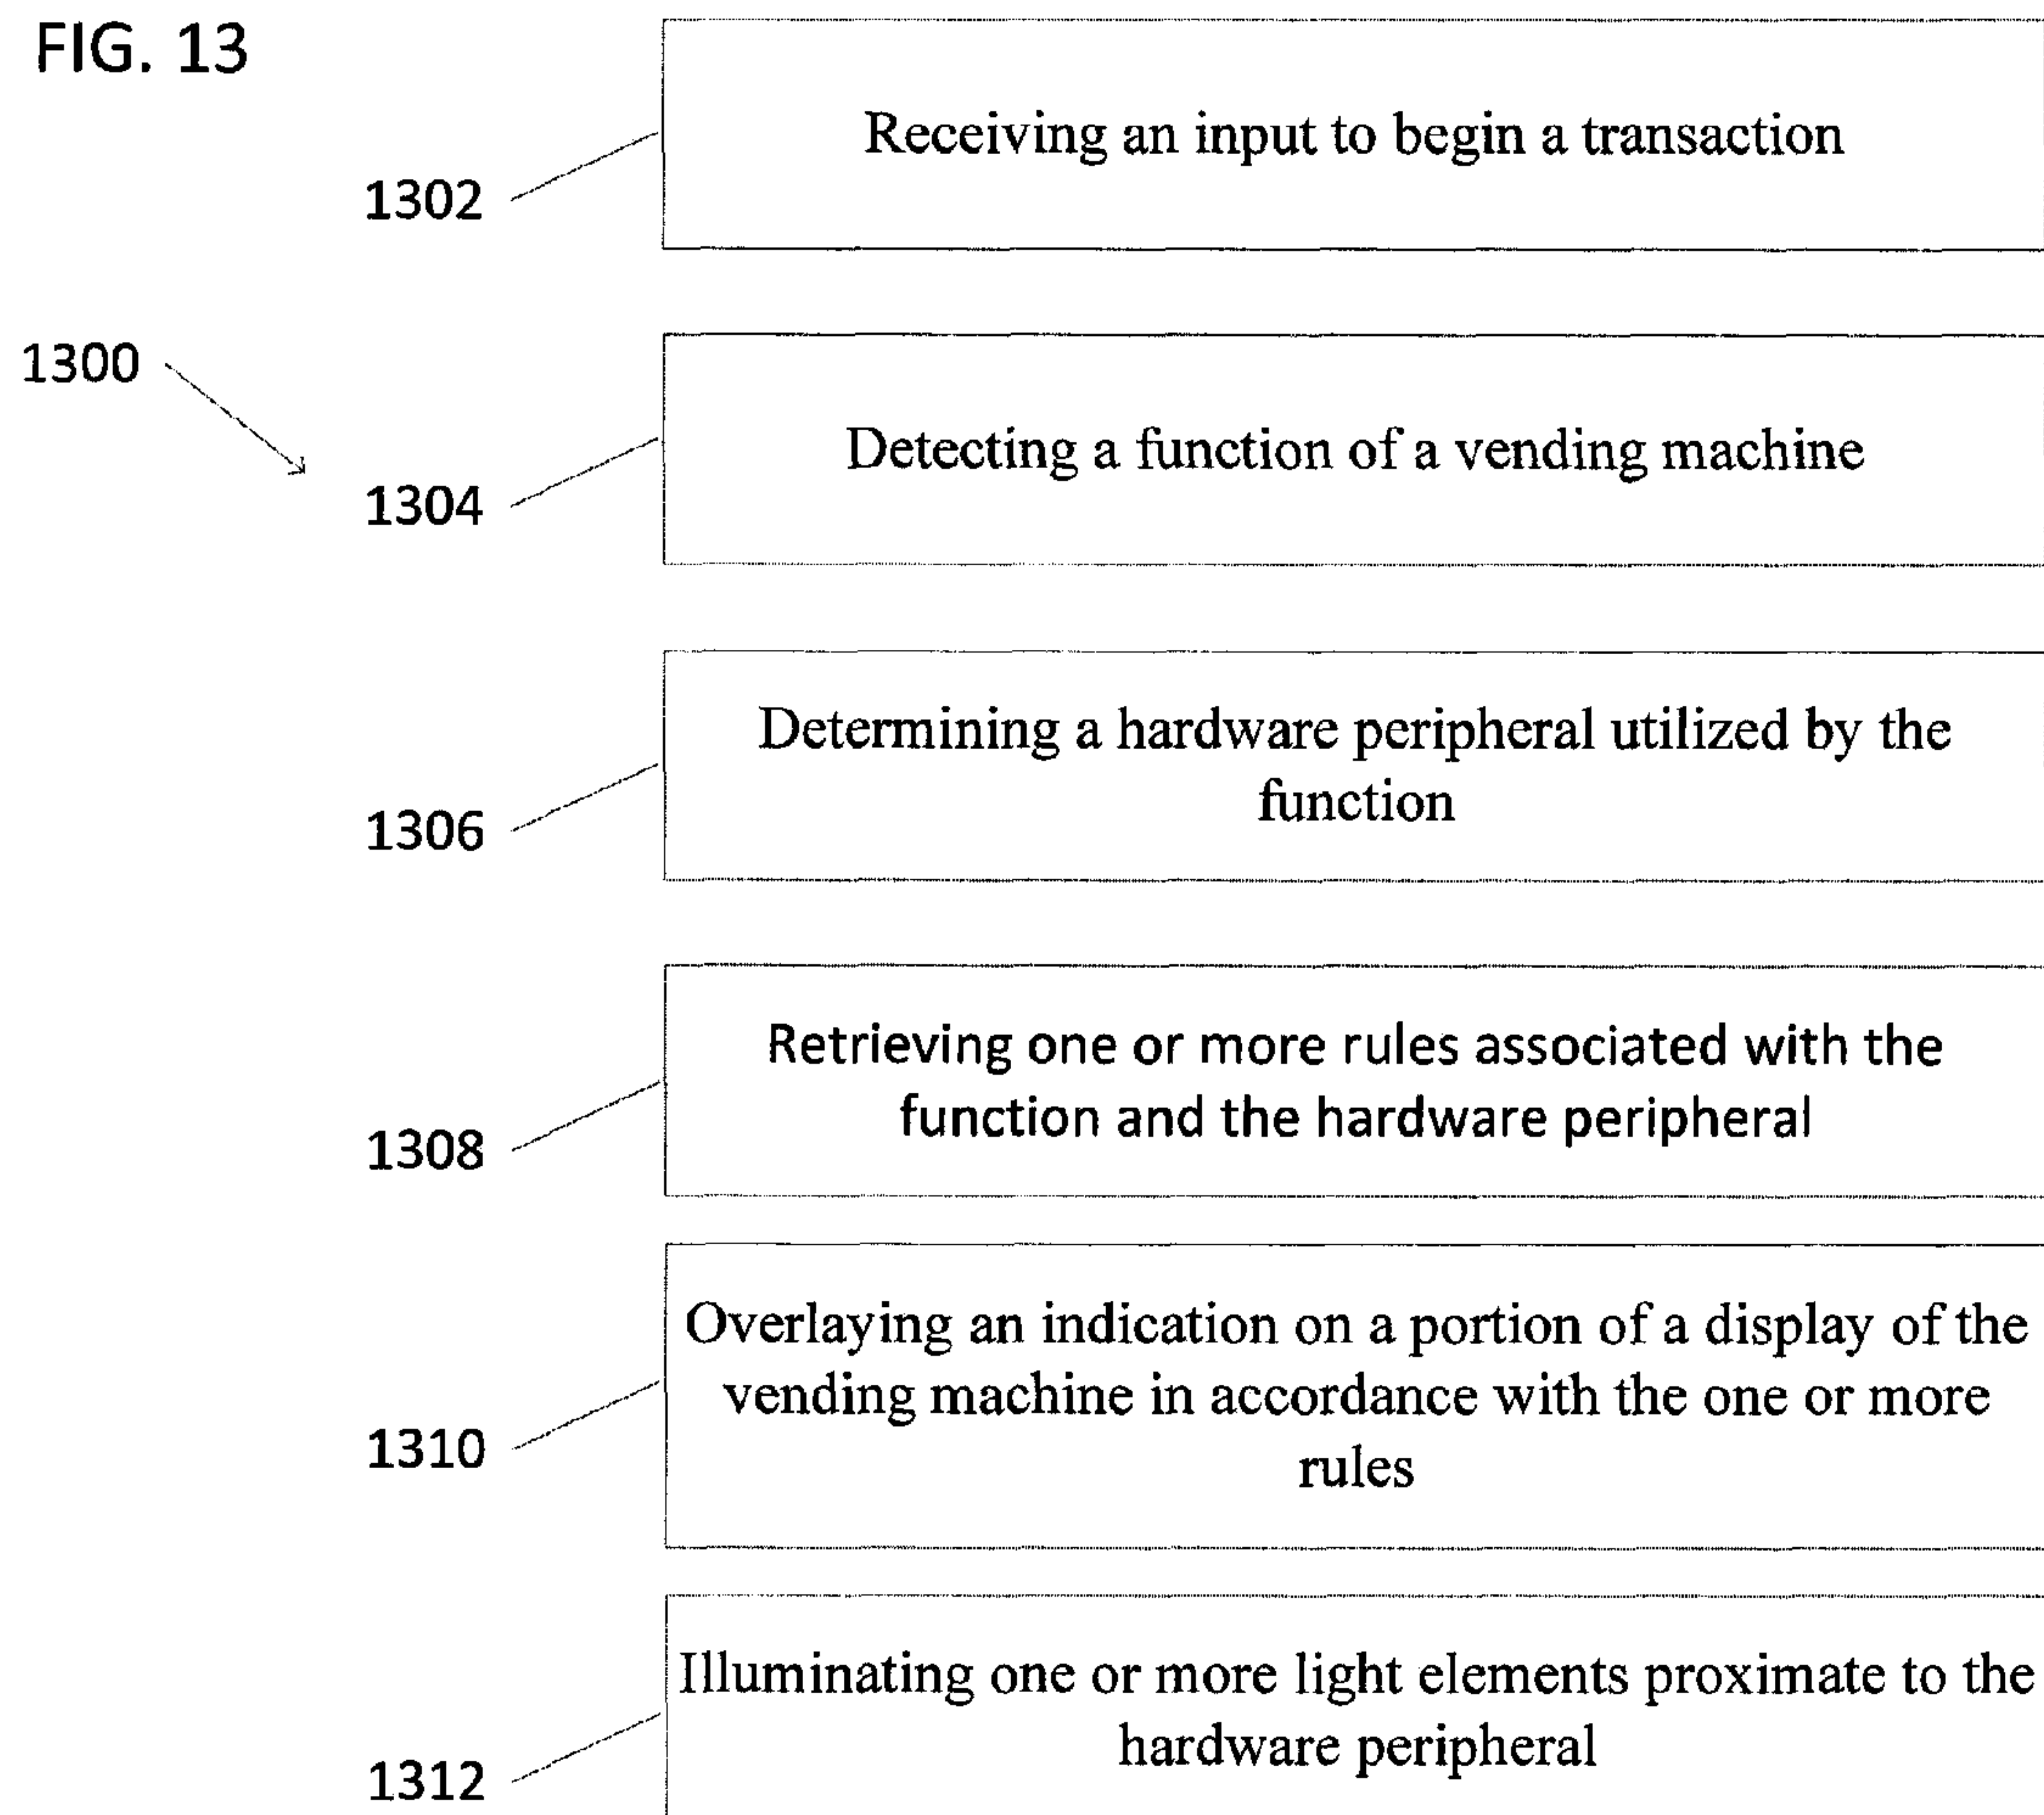 FIG. 13
Receiving an input to begin a transaction
1302
1300
Detecting a function of a vending machine
1304
Determining a hardware peripheral utilized by the
function
1306
Retrieving one or more rules associated with the
function and the hardware peripheral
1308
Overlaying an indication on a portion of a display of the
vending machine in accordance with the one or more
rules
1310
Illuminating one or more light elements proximate to the
hardware peripheral
1312